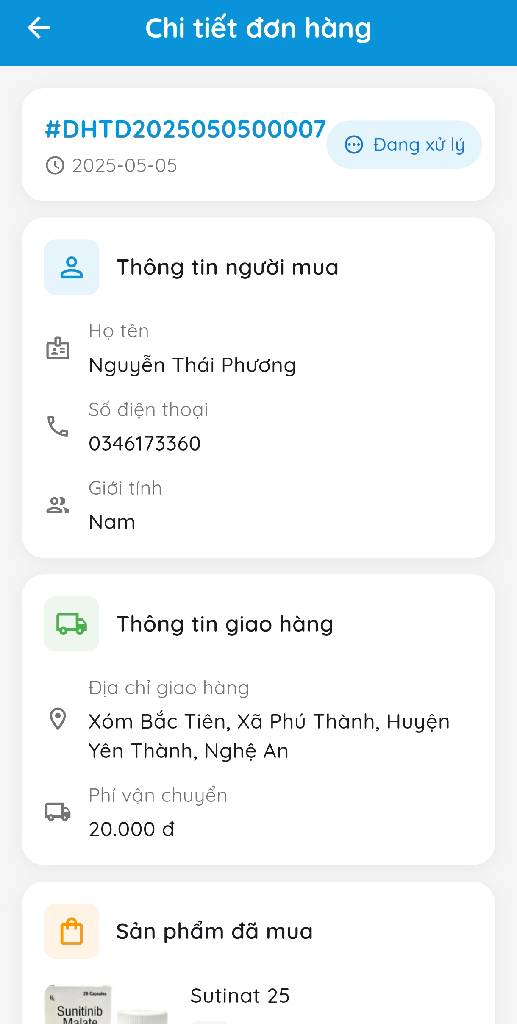 Chi tiết đơn hàng
#DHTD2025050500007
Đang xử lý
2025-05-05
Thông tin người mua
Họ tên
Nguyễn Thái Phương
Số điện thoại
0346173360
Giới tính
Nam
Thông tin giao hàng
Địa chỉ giao hàng
Xóm Bắc Tiên, Xã Phú Thành, Huyện
Yên Thành, Nghệ An
Phí vận chuyển
20.000 đ
Sản phẩm đã mua
Sutinat 25
28 Capsules
Sunitinib
Malate